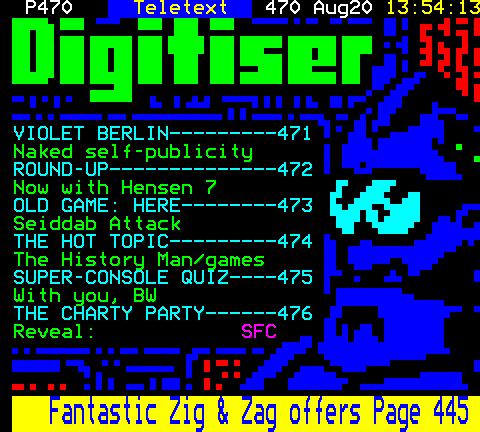 P470 Teletext 470 Aug20 13:54:13
Digitiser
VIOLET BERLIN---------471
Naked self-publicity
ROUND-UP--------------472
Now with Hensen 7
OLD GAME: HERE--------473
Seiddab Attack
THE HOT TOPIC---------474
The History Man/games
SUPER-CONSOLE QUIZ----475
With you, BW
THE CHARTY PARTY------476
Reveal: SFC
Fantastic Zig & Zag offers Page 445